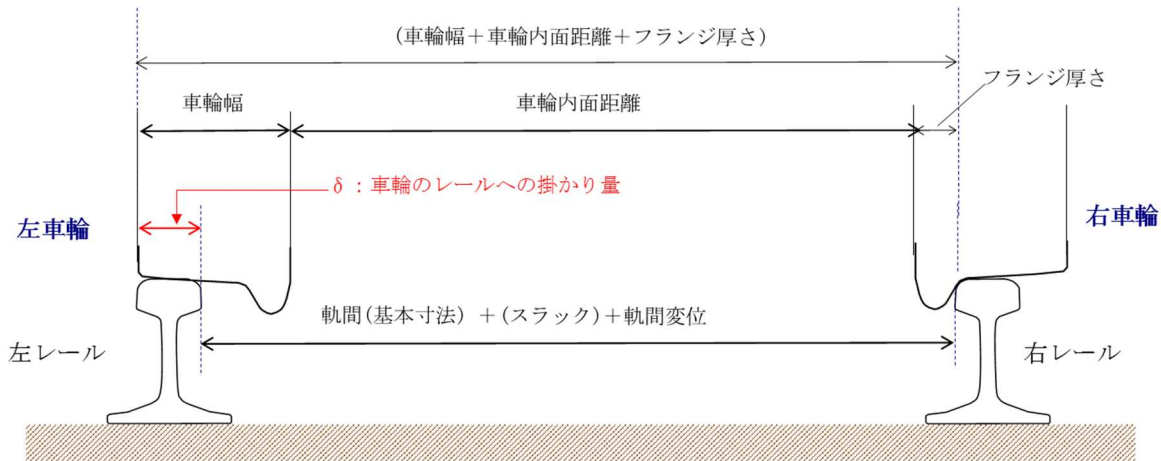 (車輪幅＋車輪内面距離＋フランジ厚さ)
フランジ厚さ
車輪幅
車輪内面距離
δ：車輪のレールへの掛かり量
左車輪
右車輪
軌間(基本寸法) ＋(スラック)＋軌間変位
左レール
右レール